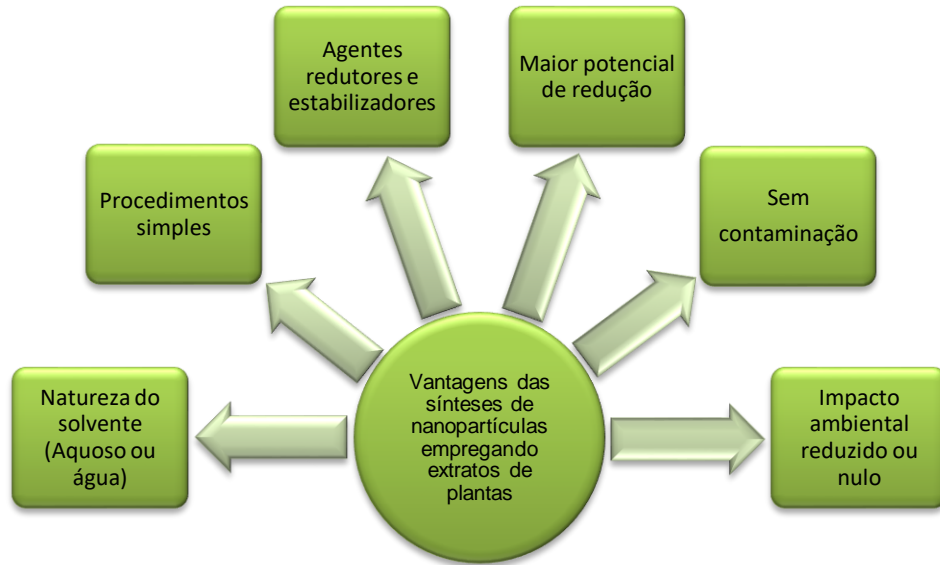 Agentes
redutores e
estabilizadores
Maior potencial
de redução
Procedimentos
simples
Sem
contaminação
Natureza do
solvente
(Aquoso ou
água)
Vantagens das
sínteses de
nanopartículas
empregando
extratos de
plantas
Impacto
ambiental
reduzido ou
nulo